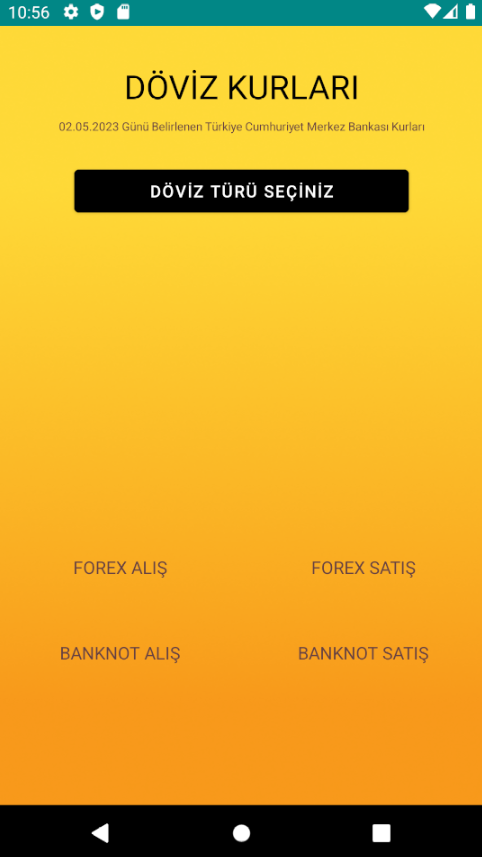 10:56
DÖVİZ KURLARI
02.05.2023 Günü Belirlenen Türkiye Cumhuriyet Merkez Bankası Kurları
DÖVİZ TÜRÜ SEÇİNİZ
FOREX ALIŞ FOREX SATIŞ
BANKNOT ALIŞ BANKNOT SATIŞ